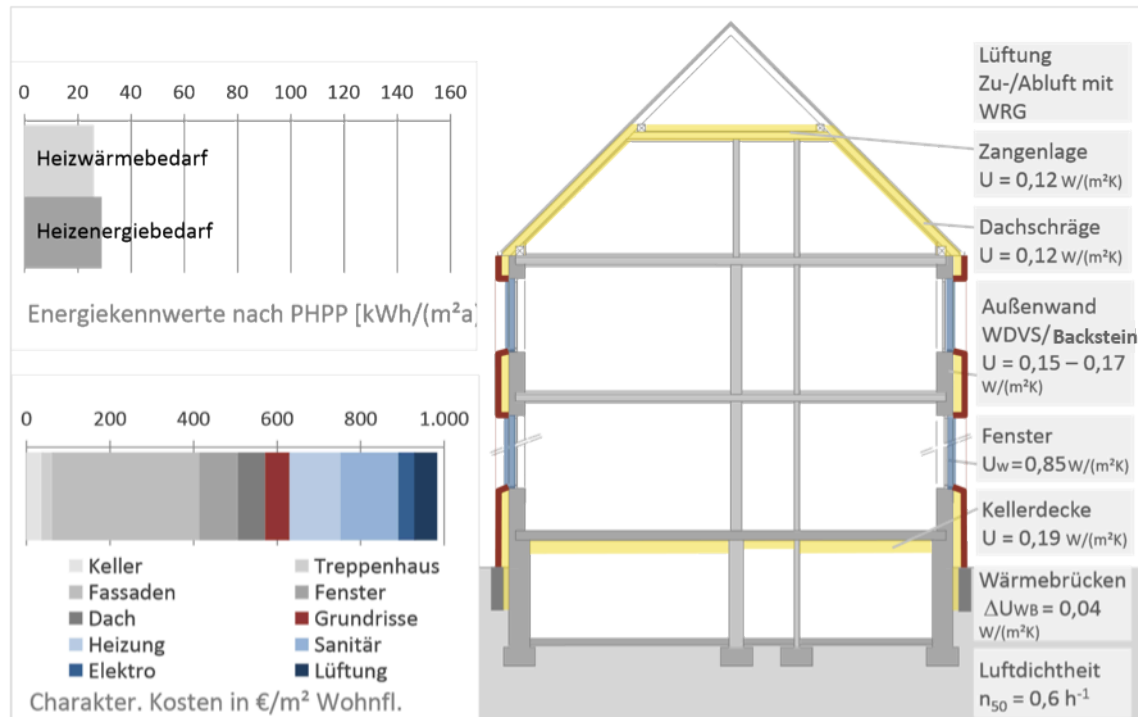 0 20 40 60 80 100 120 140 160
Heizwärmebedarf
Heizenergiebedarf
Energiekennwerte nach PHPP [kWh/(m²a)
0 200 400 600 800 1.000
Keller Treppenhaus
Fassaden Fenster
Dach Grundrisse
Heizung Sanitär
Elektro Lüftung
Charakter. Kosten in €/m² Wohnfl.
Lüftung
Zu-/Abluft mit
WRG
Zangenlage
U = 0,12 W/(m²K)
Dachschräge
U = 0,12 W/(m²K)
Außenwand
WDVS/Backstein
U = 0,15 – 0,17
W/(m²K)
Fenster
Uw=0,85 W/(m²K)
Kellerdecke
U = 0,19 W/(m²K)
Wärmebrücken
ΔUWB = 0,04
W/(m²K)
Luftdichtheit
n₅₀ = 0,6 h⁻¹